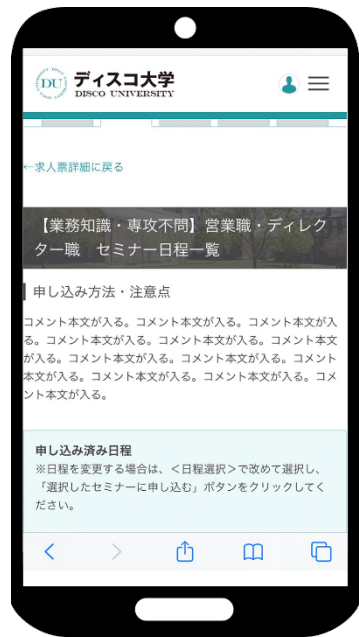 DU
ディスコ大学
DISCO UNIVERSITY
←求人票詳細に戻る
【業務知識・専攻不問】営業職・ディレク
ター職　セミナー日程一覧
申し込み方法・注意点
コメント本文が入る。コメント本文が入る。コメント本文が入
る。コメント本文が入る。コメント本文が入る。コメント本文
が入る。コメント本文が入る。コメント本文が入る。コメント
本文が入る。コメント本文が入る。コメント本文が入る。コメ
ント本文が入る。
申し込み済み日程
※日程を変更する場合は、＜日程選択＞で改めて選択し、
「選択したセミナーに申し込む」ボタンをクリックしてく
ださい。